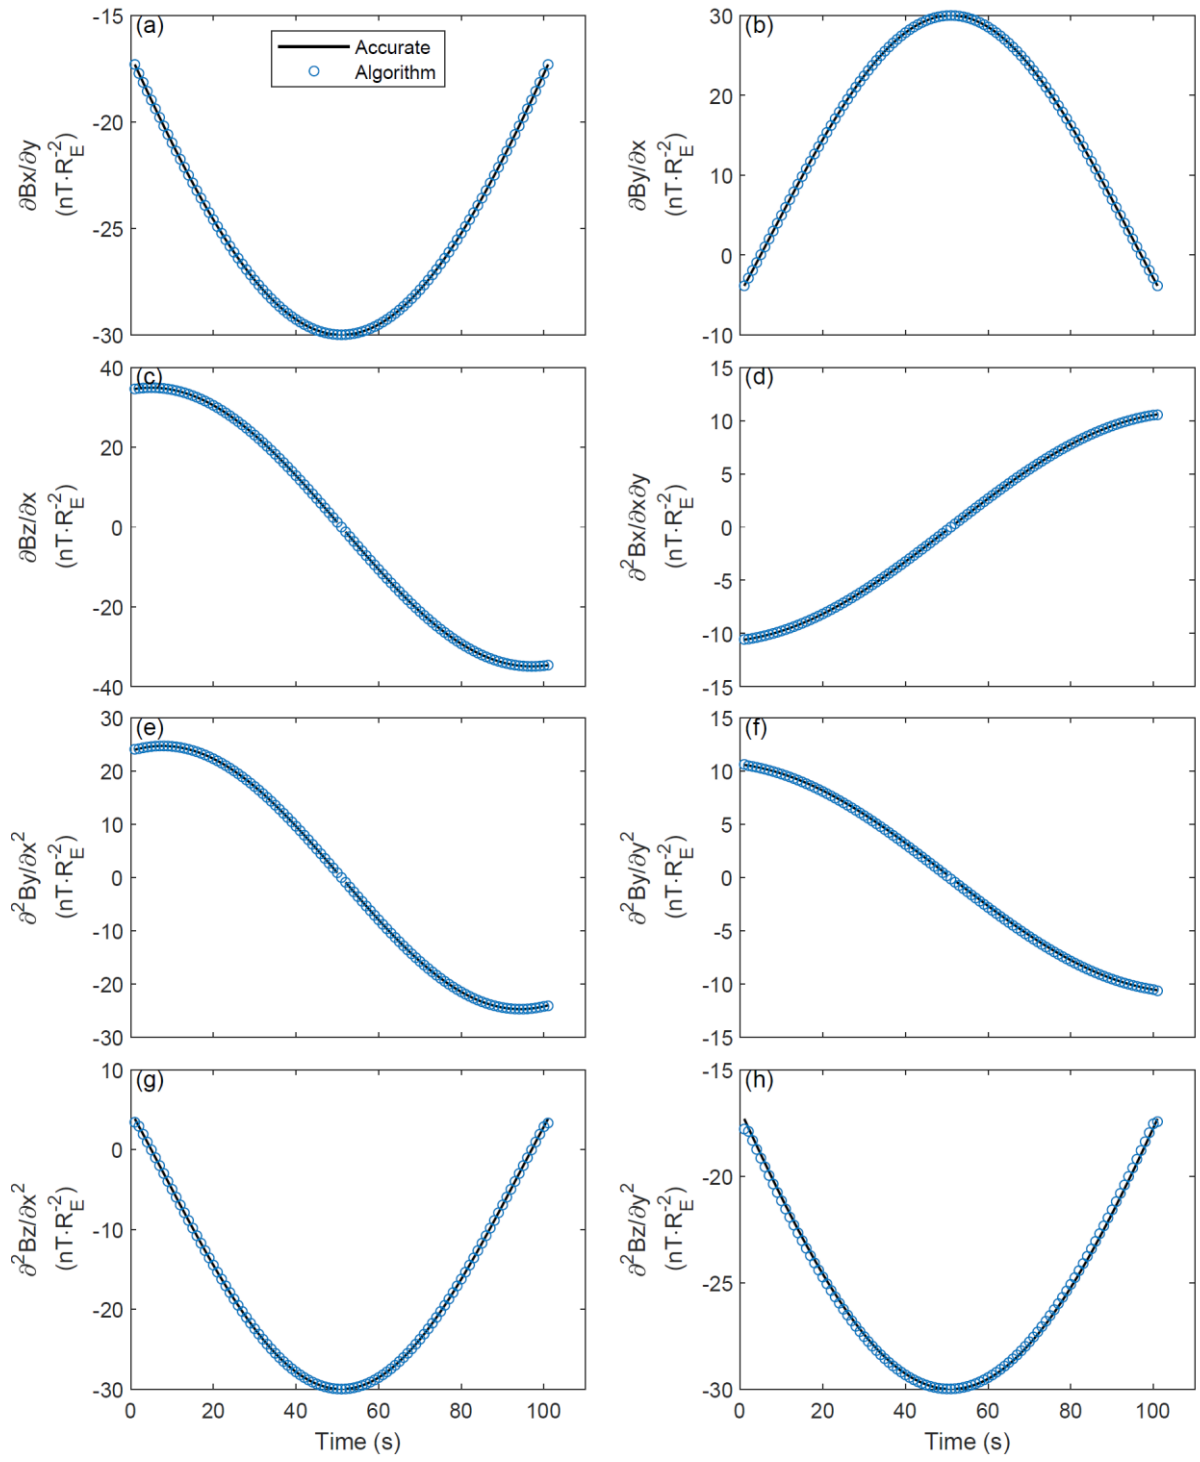 (a)
Accurate
Algorithm
-15
-20
-25
-30
∂Bx/∂y
(nT·R_E^-2)
(b)
30
20
10
0
-10
∂By/∂x
(nT·R_E^-2)
(c)
40
20
0
-20
-40
∂Bz/∂x
(nT·R_E^-2)
(d)
15
10
5
0
-5
-10
-15
∂²Bx/∂x∂y
(nT·R_E^-2)
(e)
30
20
10
0
-10
-20
-30
∂²By/∂x²
(nT·R_E^-2)
(f)
15
10
5
0
-5
-10
-15
∂²By/∂y²
(nT·R_E^-2)
(g)
10
0
-10
-20
-30
∂²Bz/∂x²
(nT·R_E^-2)
0 20 40 60 80 100
Time (s)
(h)
-15
-20
-25
-30
∂²Bz/∂y²
(nT·R_E^-2)
0 20 40 60 80 100
Time (s)